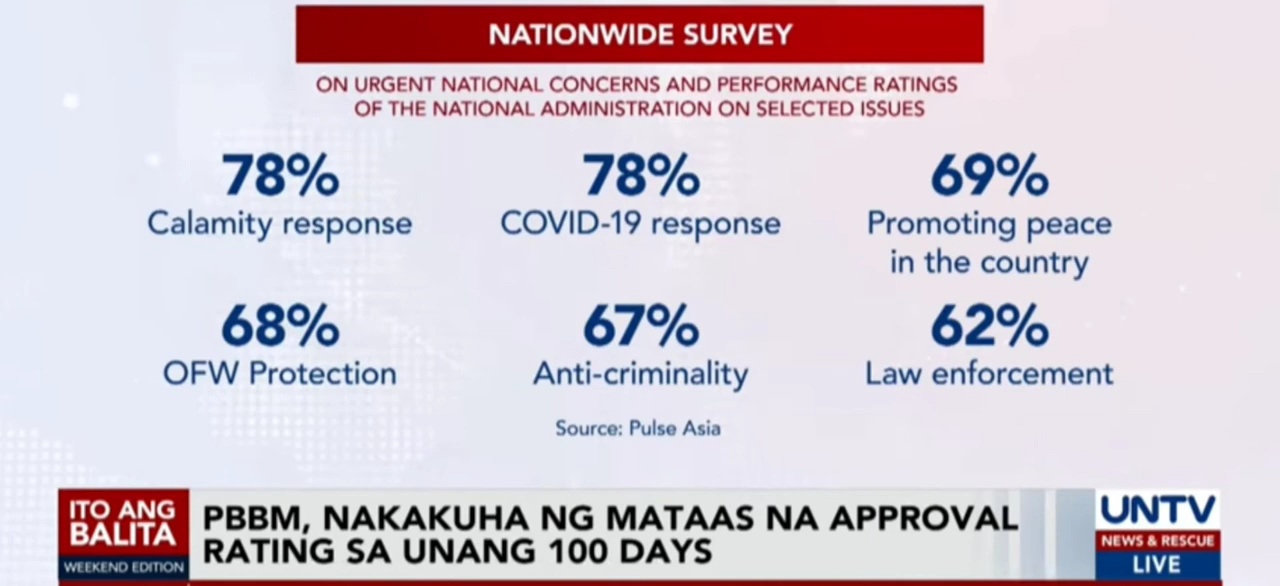 NATIONWIDE SURVEY
ON URGENT NATIONAL CONCERNS AND PERFORMANCE RATINGS
OF THE NATIONAL ADMINISTRATION ON SELECTED ISSUES
78%
Calamity response
78%
COVID-19 response
69%
Promoting peace
in the country
68%
OFW Protection
67%
Anti-criminality
62%
Law enforcement
Source: Pulse Asia
ITO ANG
BALITA
WEEKEND EDITION
PBBM, NAKAKUHA NG MATAAS NA APPROVAL
RATING SA UNANG 100 DAYS
UNTV
NEWS & RESCUE
LIVE